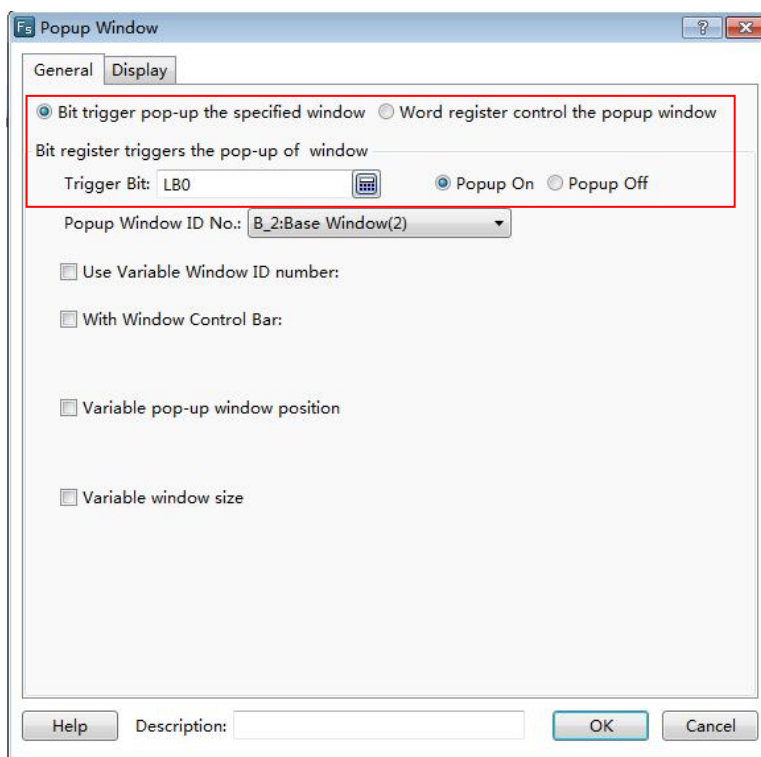 Fs Popup Window
General Display
Bit trigger pop-up the specified window Word register control the popup window
Bit register triggers the pop-up of window
Trigger Bit: LB0 Popup On Popup Off
Popup Window ID No.: B_2:Base Window(2)
Use Variable Window ID number:
With Window Control Bar:
Variable pop-up window position
Variable window size
Help Description: OK Cancel